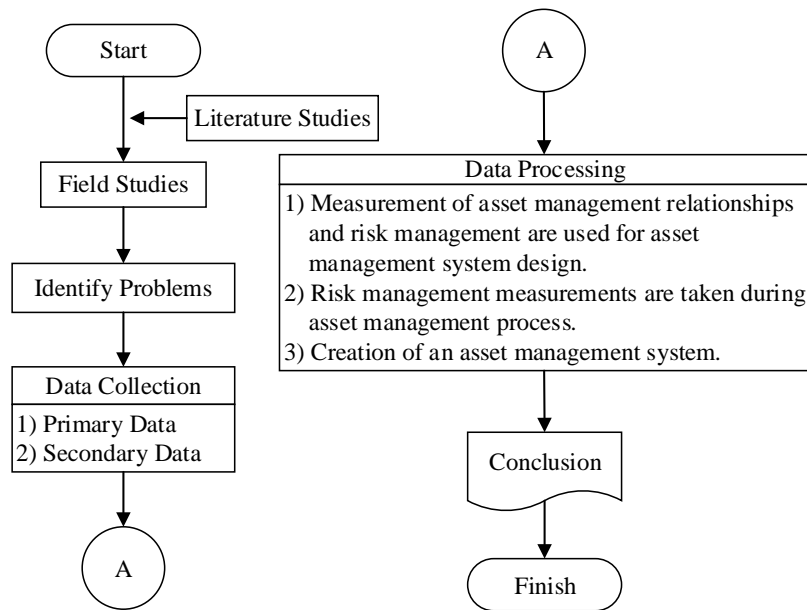 Start
Literature Studies
Field Studies
Identify Problems
Data Collection
1) Primary Data
2) Secondary Data
A
A
Data Processing
1) Measurement of asset management relationships
and risk management are used for asset
management system design.
2) Risk management measurements are taken during
asset management process.
3) Creation of an asset management system.
Conclusion
Finish